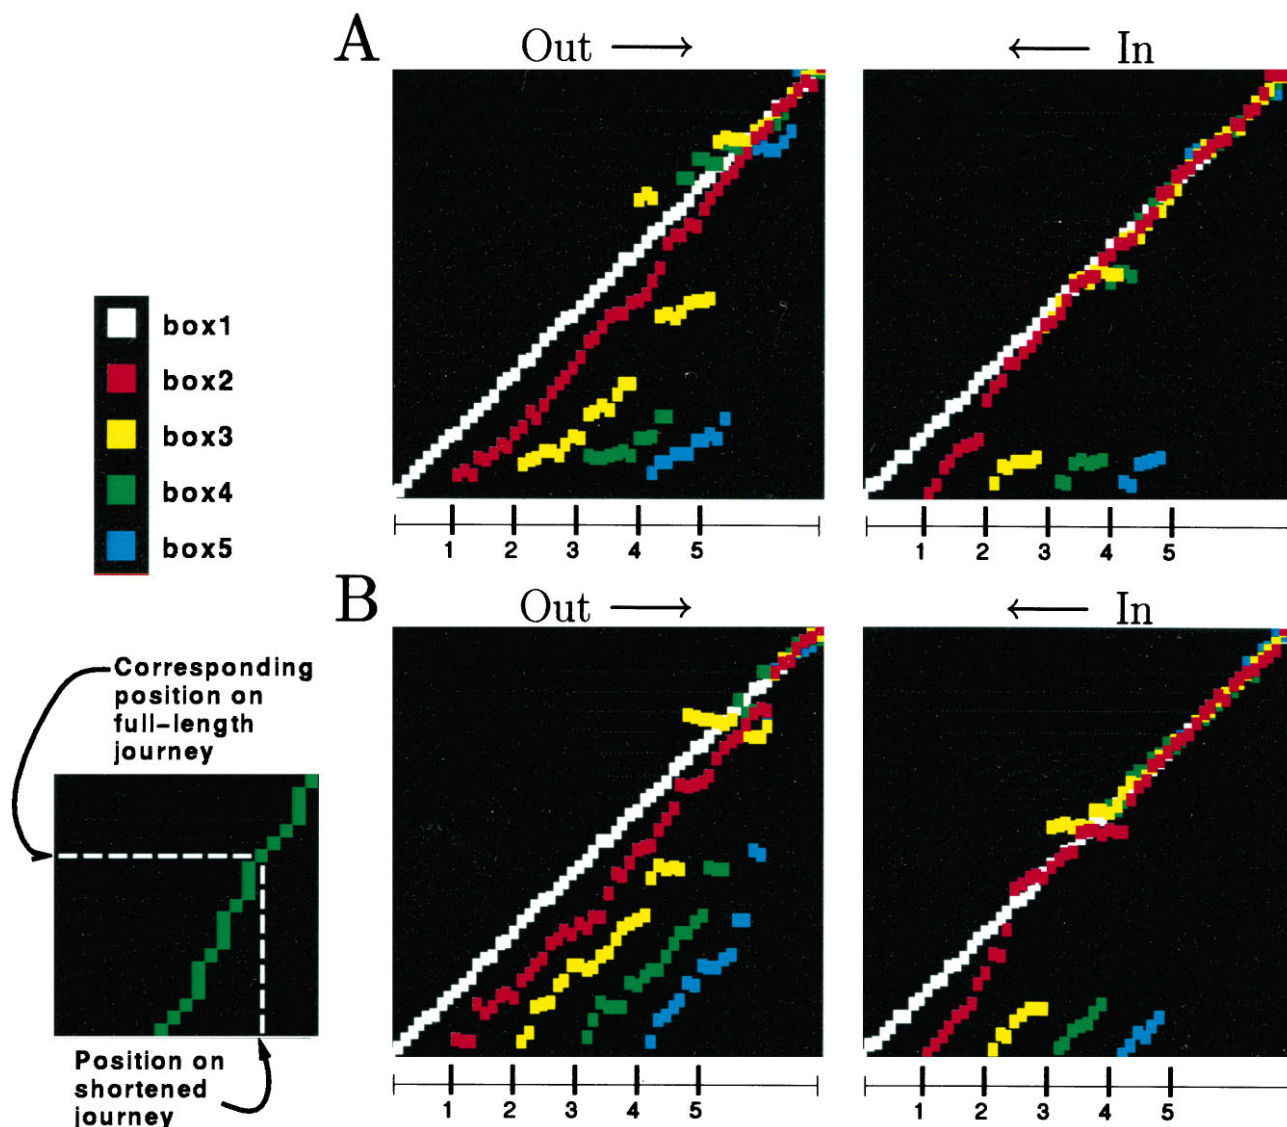 A
Out
In
box1
box2
box3
box4
box5
1 2 3 4 5
1 2 3 4 5
B
Out
In
Corresponding
position on
full-length
journey
Position on
shortened
journey
1 2 3 4 5
1 2 3 4 5